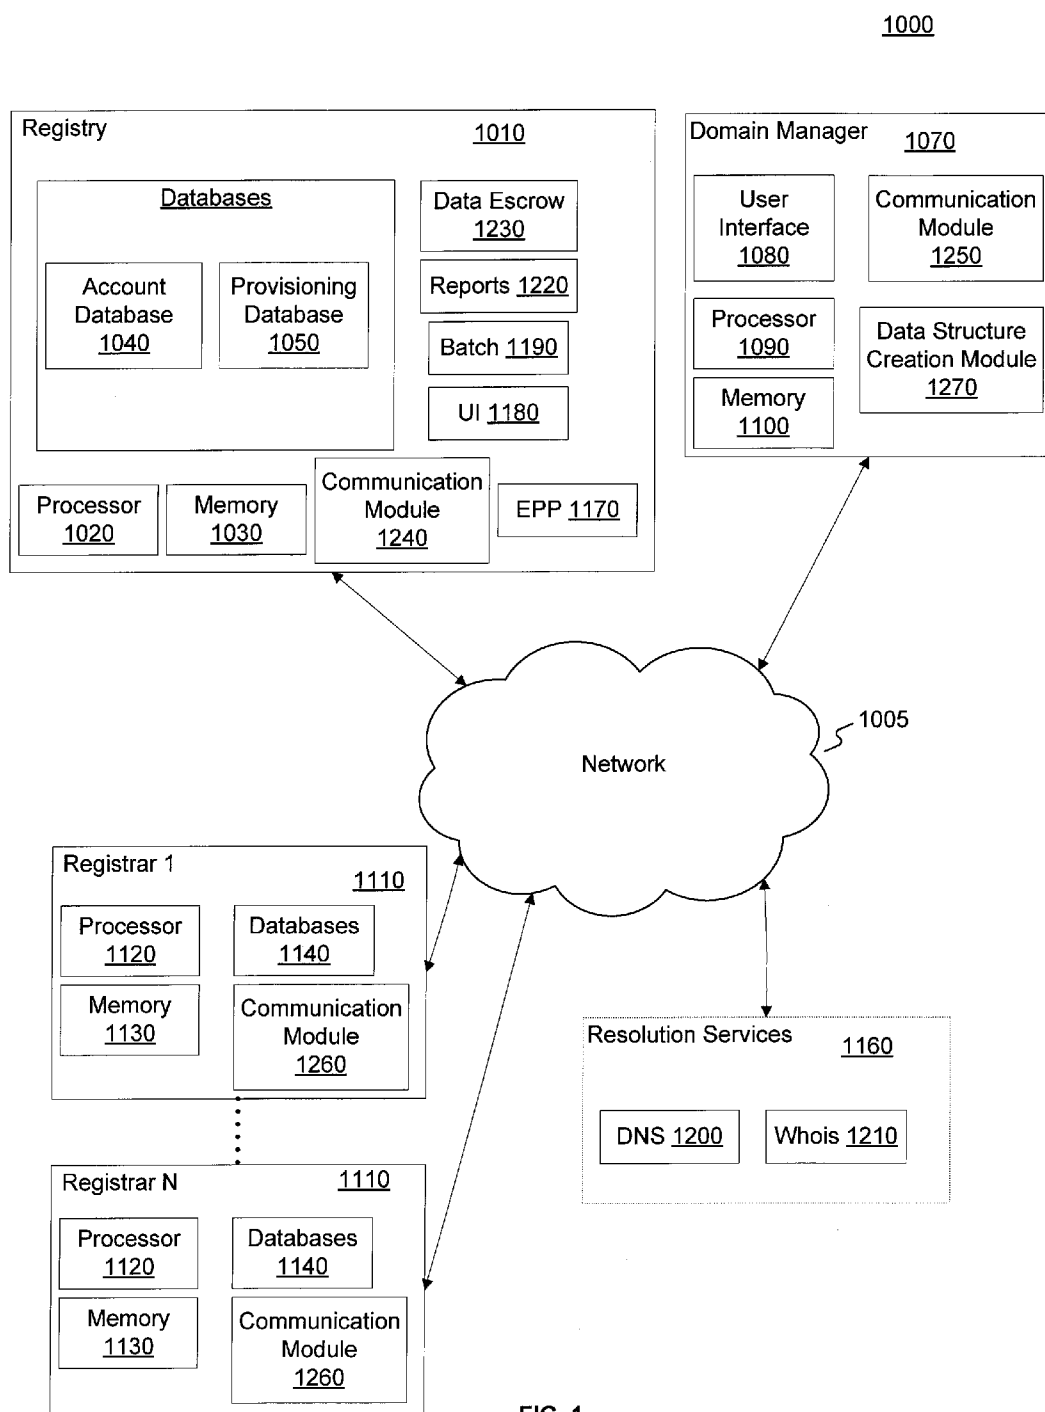 1000
Registry
1010
Databases
Account
Database
1040
Provisioning
Database
1050
Data Escrow
1230
Reports 1220
Batch 1190
UI 1180
Processor
1020
Memory
1030
Communication
Module
1240
EPP 1170
Domain Manager
1070
User
Interface
1080
Communication
Module
1250
Processor
1090
Memory
1100
Data Structure
Creation Module
1270
Network
1005
Registrar 1
1110
Processor
1120
Databases
1140
Memory
1130
Communication
Module
1260
Resolution Services
1160
DNS 1200
Whois 1210
Registrar N
1110
Processor
1120
Databases
1140
Memory
1130
Communication
Module
1260